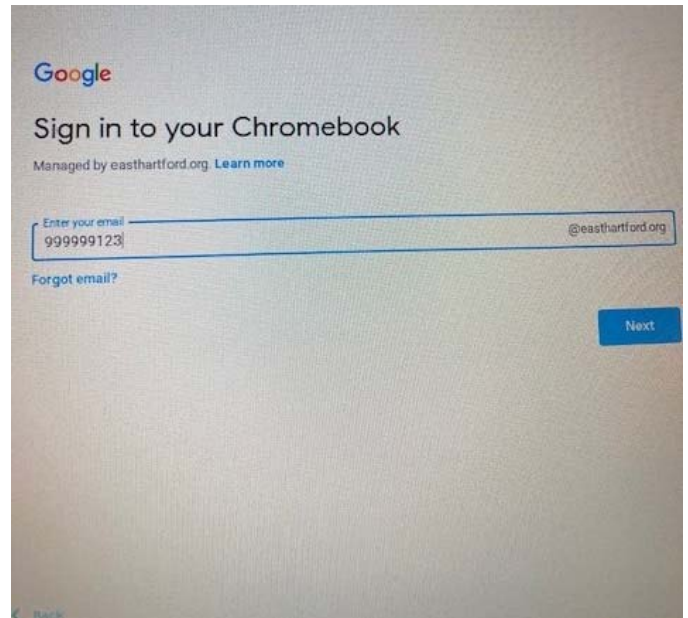 Google
Sign in to your Chromebook
Managed by easthartford.org. Learn more
Enter your email
999999123
@easthartford.org
Forgot email?
Next
Back